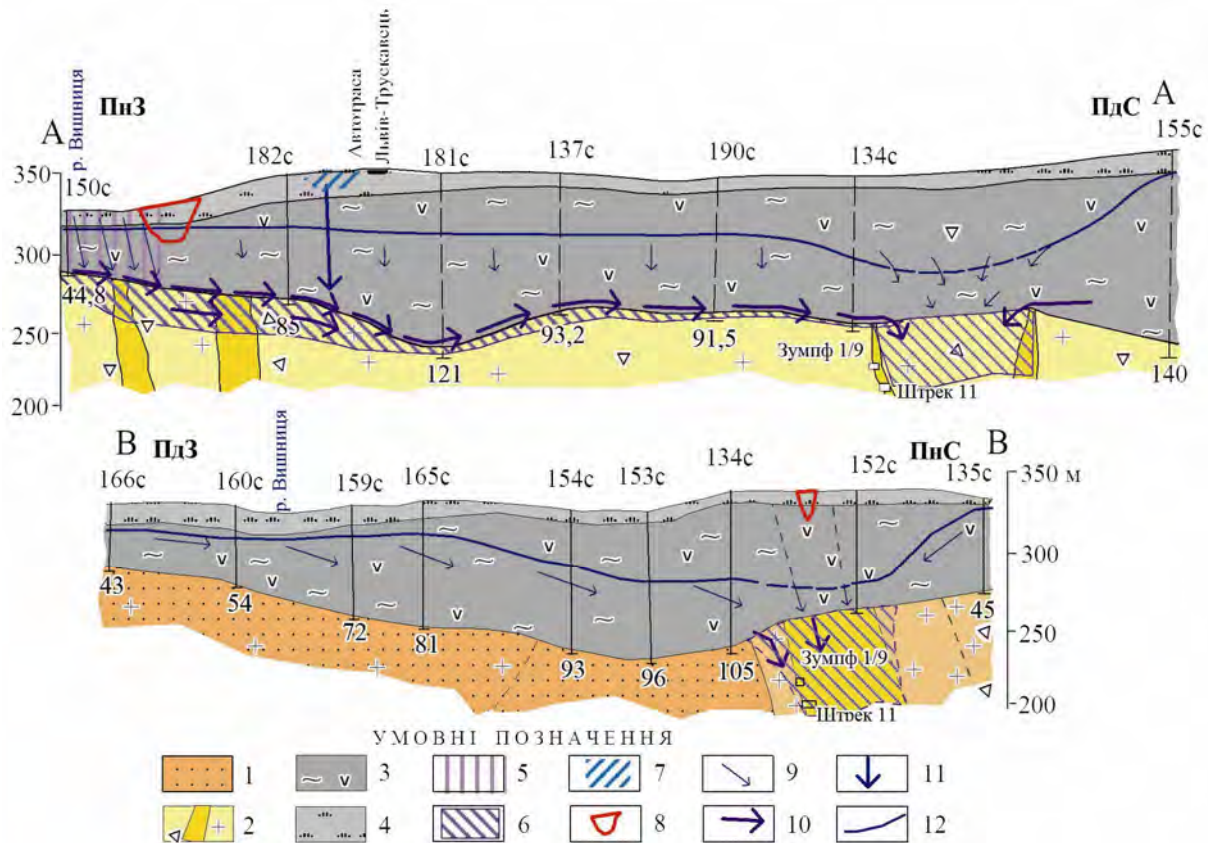 ПнЗ
ПдС
А
А
р. Вишниця
Автотраса
Львів-Трускавець
150с
182с
181с
137с
190с
134с
155с
350
300
250
200
44,8
85
121
93,2
91,5
140
Зумпф 1/9
Штрек 11
В ПдЗ
ПнС В
166с
160с
р. Вишниця
159с
165с
154с
153с
134с
152с
135с
350 м
300
250
200
43
54
72
81
93
96
105
45
Зумпф 1/9
Штрек 11
УМОВНІ ПОЗНАЧЕННЯ
1 3 5 7 9 11
2 4 6 8 10 12